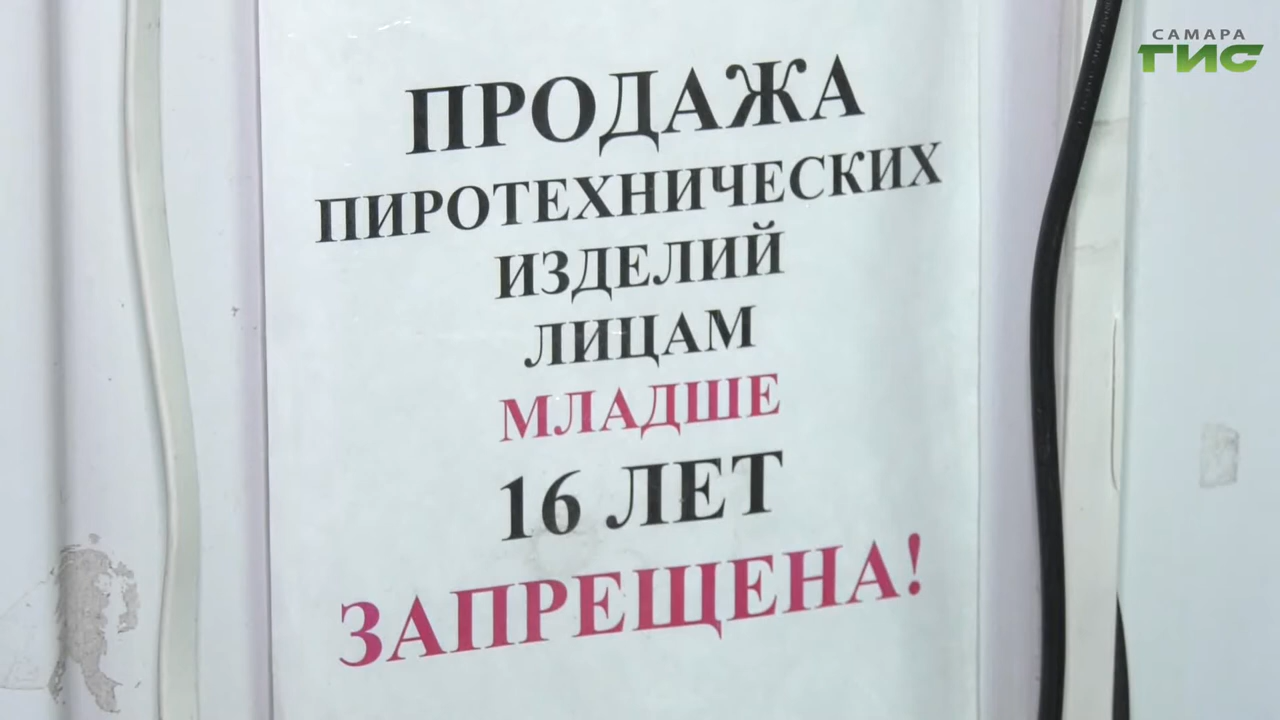 САМАРА
ГИС
ПРОДАЖА
ПИРОТЕХНИЧЕСКИХ
ИЗДЕЛИЙ
ЛИЦАМ
МЛАДШЕ
16 ЛЕТ
ЗАПРЕЩЕНА!